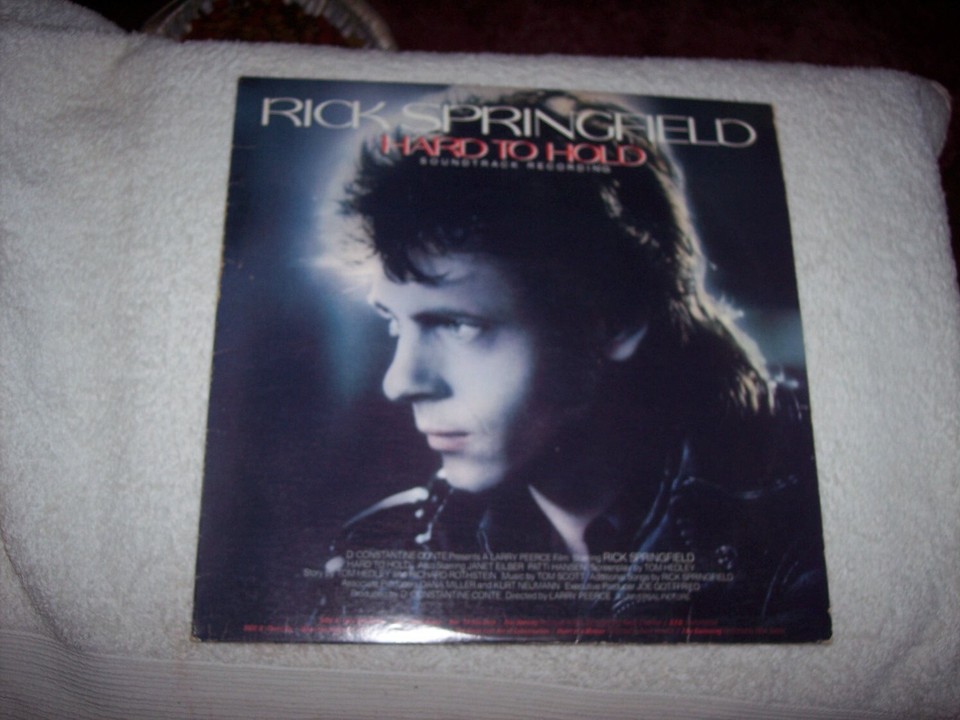 RICK SPRINGFIELD
HARD TO HOLD
SOUNDTRACK RECORDING
D. CONSTANTINE CONTE Presents A LARRY PEERCE Film Starring RICK SPRINGFIELD
HARD TO HOLD Also Starring JANET EILBER PATTI HANSEN Screenplay by TOM HEDLEY
Story by TOM HEDLEY and RICHARD ROTHSTEIN Music by TOM SCOTT Additional Songs by RICK SPRINGFIELD
Associate Producers DANA MILLER and KURT NEUMANN Executive Producer JOE GOTTFRIED
Produced by D. CONSTANTINE CONTE Directed by LARRY PEERCE A UNIVERSAL PICTURE